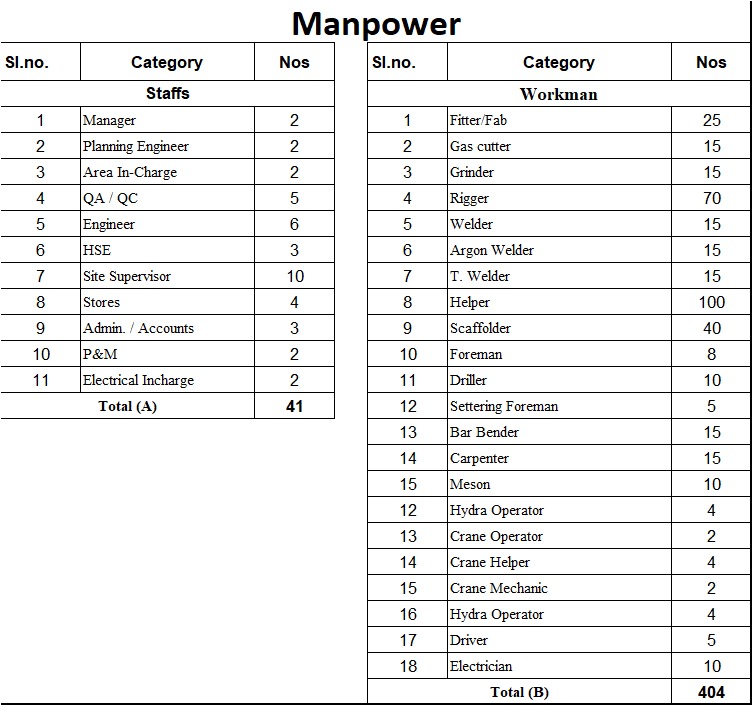 Manpower
Sl.no. Category Nos
Staffs
1 Manager 2
2 Planning Engineer 2
3 Area In-Charge 2
4 QA / QC 5
5 Engineer 6
6 HSE 3
7 Site Supervisor 10
8 Stores 4
9 Admin. / Accounts 3
10 P&M 2
11 Electrical Incharge 2
Total (A) 41
Sl.no. Category Nos
Workman
1 Fitter/Fab 25
2 Gas cutter 15
3 Grinder 15
4 Rigger 70
5 Welder 15
6 Argon Welder 15
7 T. Welder 15
8 Helper 100
9 Scaffolder 40
10 Foreman 8
11 Driller 10
12 Settering Foreman 5
13 Bar Bender 15
14 Carpenter 15
15 Meson 10
12 Hydra Operator 4
13 Crane Operator 2
14 Crane Helper 4
15 Crane Mechanic 2
16 Hydra Operator 4
17 Driver 5
18 Electrician 10
Total (B) 404